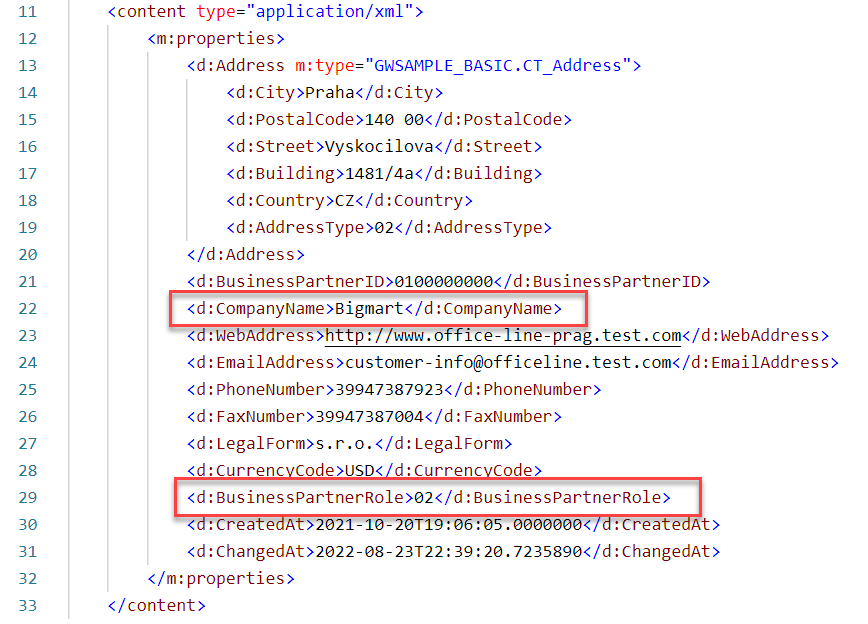 11 <content type="application/xml">
12 <m:properties>
13 <d:Address m:type="GWSAMPLE_BASIC.CT_Address">
14 <d:City>Praha</d:City>
15 <d:PostalCode>140 00</d:PostalCode>
16 <d:Street>Vyskocilova</d:Street>
17 <d:Building>1481/4a</d:Building>
18 <d:Country>CZ</d:Country>
19 <d:AddressType>02</d:AddressType>
20 </d:Address>
21 <d:BusinessPartnerID>0100000000</d:BusinessPartnerID>
22 <d:CompanyName>Bigmart</d:CompanyName>
23 <d:WebAddress>http://www.office-line-prag.test.com</d:WebAddress>
24 <d:EmailAddress>customer-info@officeline.test.com</d:EmailAddress>
25 <d:PhoneNumber>39947387923</d:PhoneNumber>
26 <d:FaxNumber>39947387004</d:FaxNumber>
27 <d:LegalForm>s.r.o.</d:LegalForm>
28 <d:CurrencyCode>USD</d:CurrencyCode>
29 <d:BusinessPartnerRole>02</d:BusinessPartnerRole>
30 <d:CreatedAt>2021-10-20T19:06:05.0000000</d:CreatedAt>
31 <d:ChangedAt>2022-08-23T22:39:20.7235890</d:ChangedAt>
32 </m:properties>
33 </content>